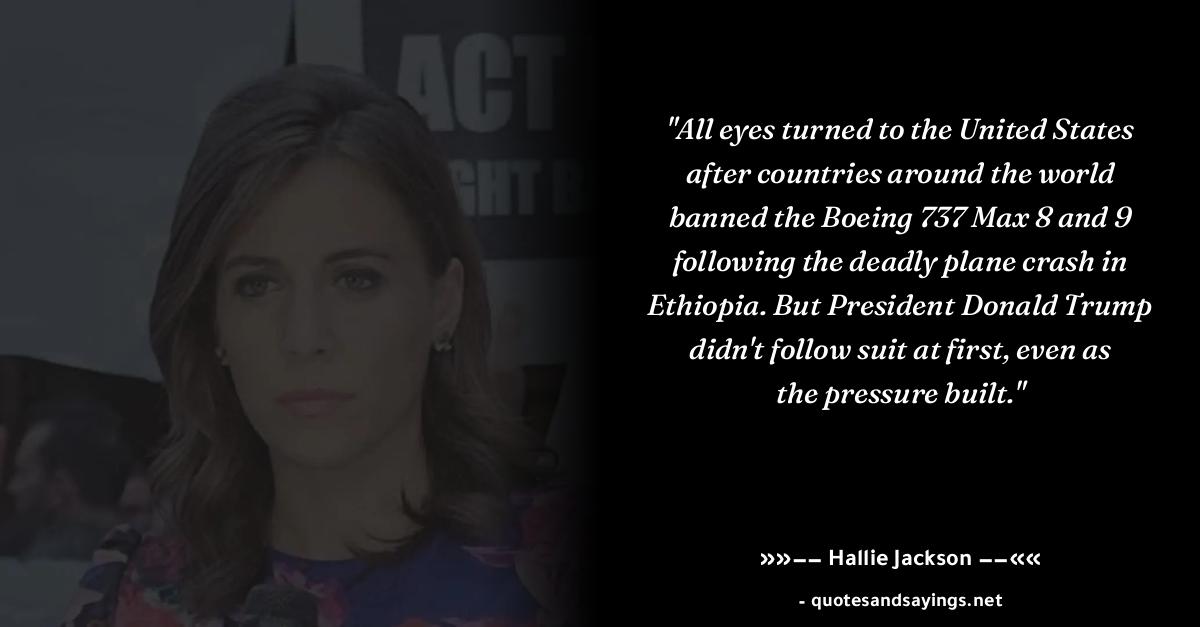 ACT
GHT B
"All eyes turned to the United States
after countries around the world
banned the Boeing 737 Max 8 and 9
following the deadly plane crash in
Ethiopia. But President Donald Trump
didn't follow suit at first, even as
the pressure built."
»»–– Hallie Jackson ––««
- quotesandsayings.net